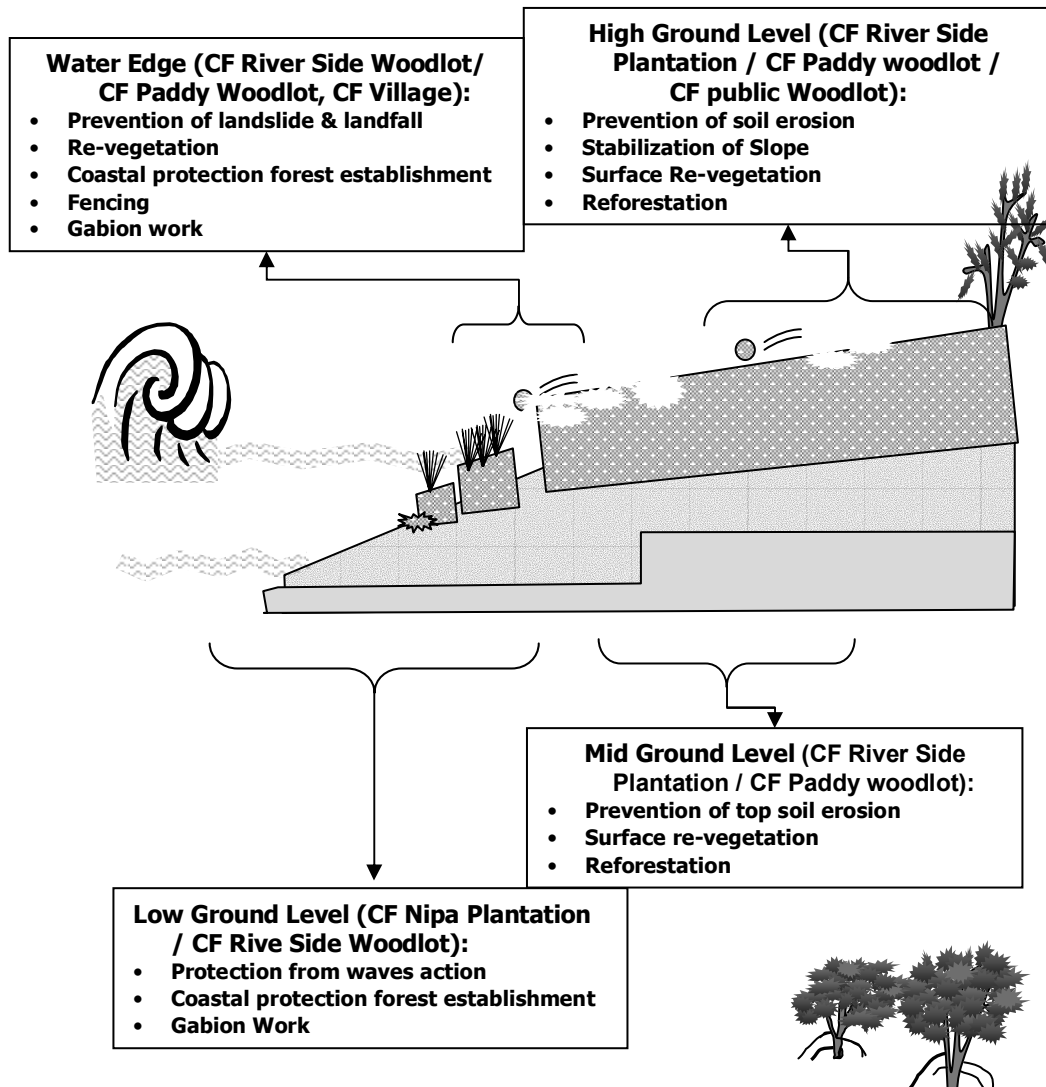 Water Edge (CF River Side Woodlot/
CF Paddy Woodlot, CF Village):
• Prevention of landslide & landfall
• Re-vegetation
• Coastal protection forest establishment
• Fencing
• Gabion work
High Ground Level (CF River Side
Plantation / CF Paddy woodlot /
CF public Woodlot):
• Prevention of soil erosion
• Stabilization of Slope
• Surface Re-vegetation
• Reforestation
Mid Ground Level (CF River Side
Plantation / CF Paddy woodlot):
• Prevention of top soil erosion
• Surface re-vegetation
• Reforestation
Low Ground Level (CF Nipa Plantation
/ CF Rive Side Woodlot):
• Protection from waves action
• Coastal protection forest establishment
• Gabion Work